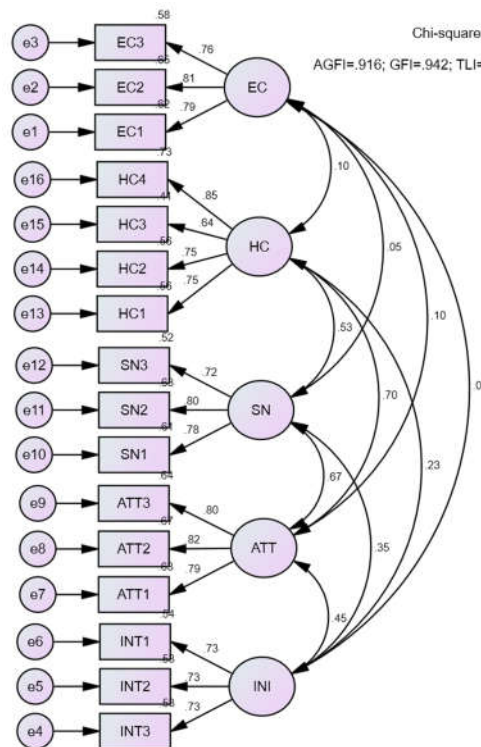 .58
Chi-square
e3 EC3 .76
AGFI=.916; GFI=.942; TLI=
.65
e2 EC2 .81 EC
.62
e1 EC1 .79
.73
e16 HC4 .85 .10
.41
e15 HC3 .64 .05
.56
e14 HC2 .75 HC
.56
e13 HC1 .75 .53 .10
.52
e12 SN3 .72 .70 .0
e11 SN2 .80 SN
.61
e10 SN1 .78 .23
.64
e9 ATT3 .80 .67
.67
e8 ATT2 .82 ATT .35
.63
e7 ATT1 .79
.54
e6 INT1 .73 .45
.53
e5 INT2 .73 INI
.53
e4 INT3 .73